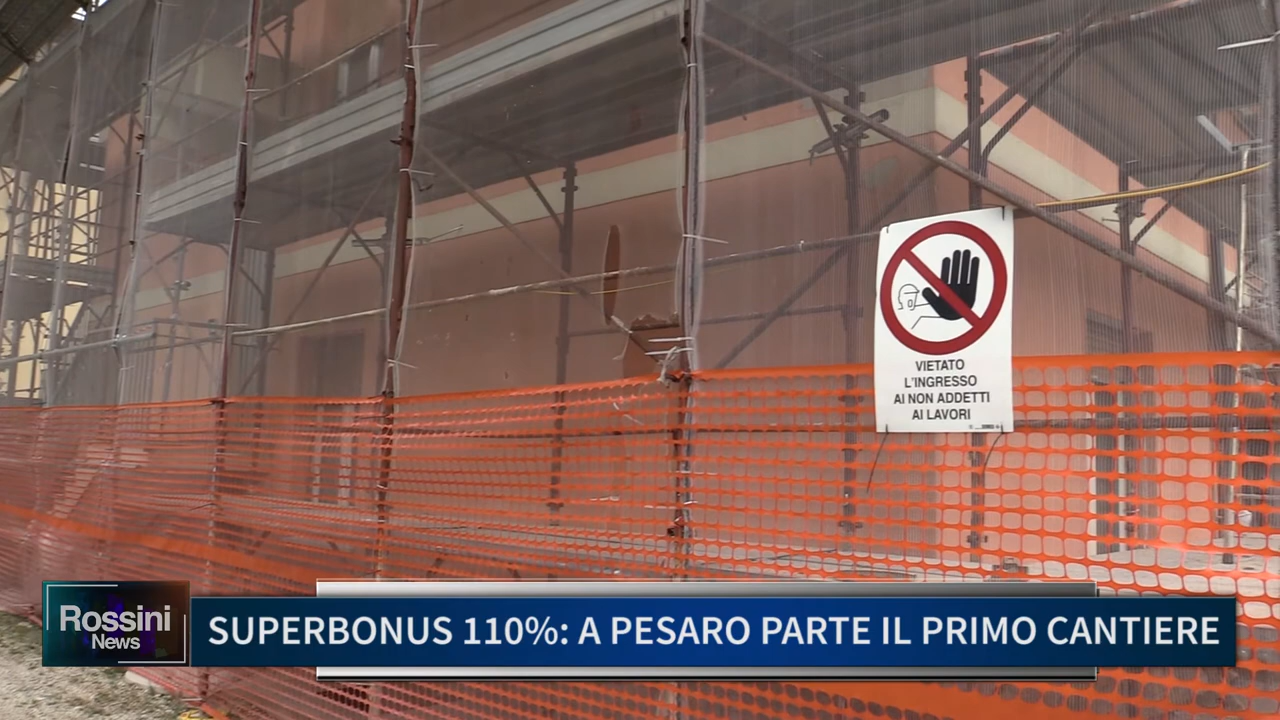 VIETATO
L'INGRESSO
AI NON ADDETTI
AI LAVORI
Rossini
News
SUPERBONUS 110%: A PESARO PARTE IL PRIMO CANTIERE